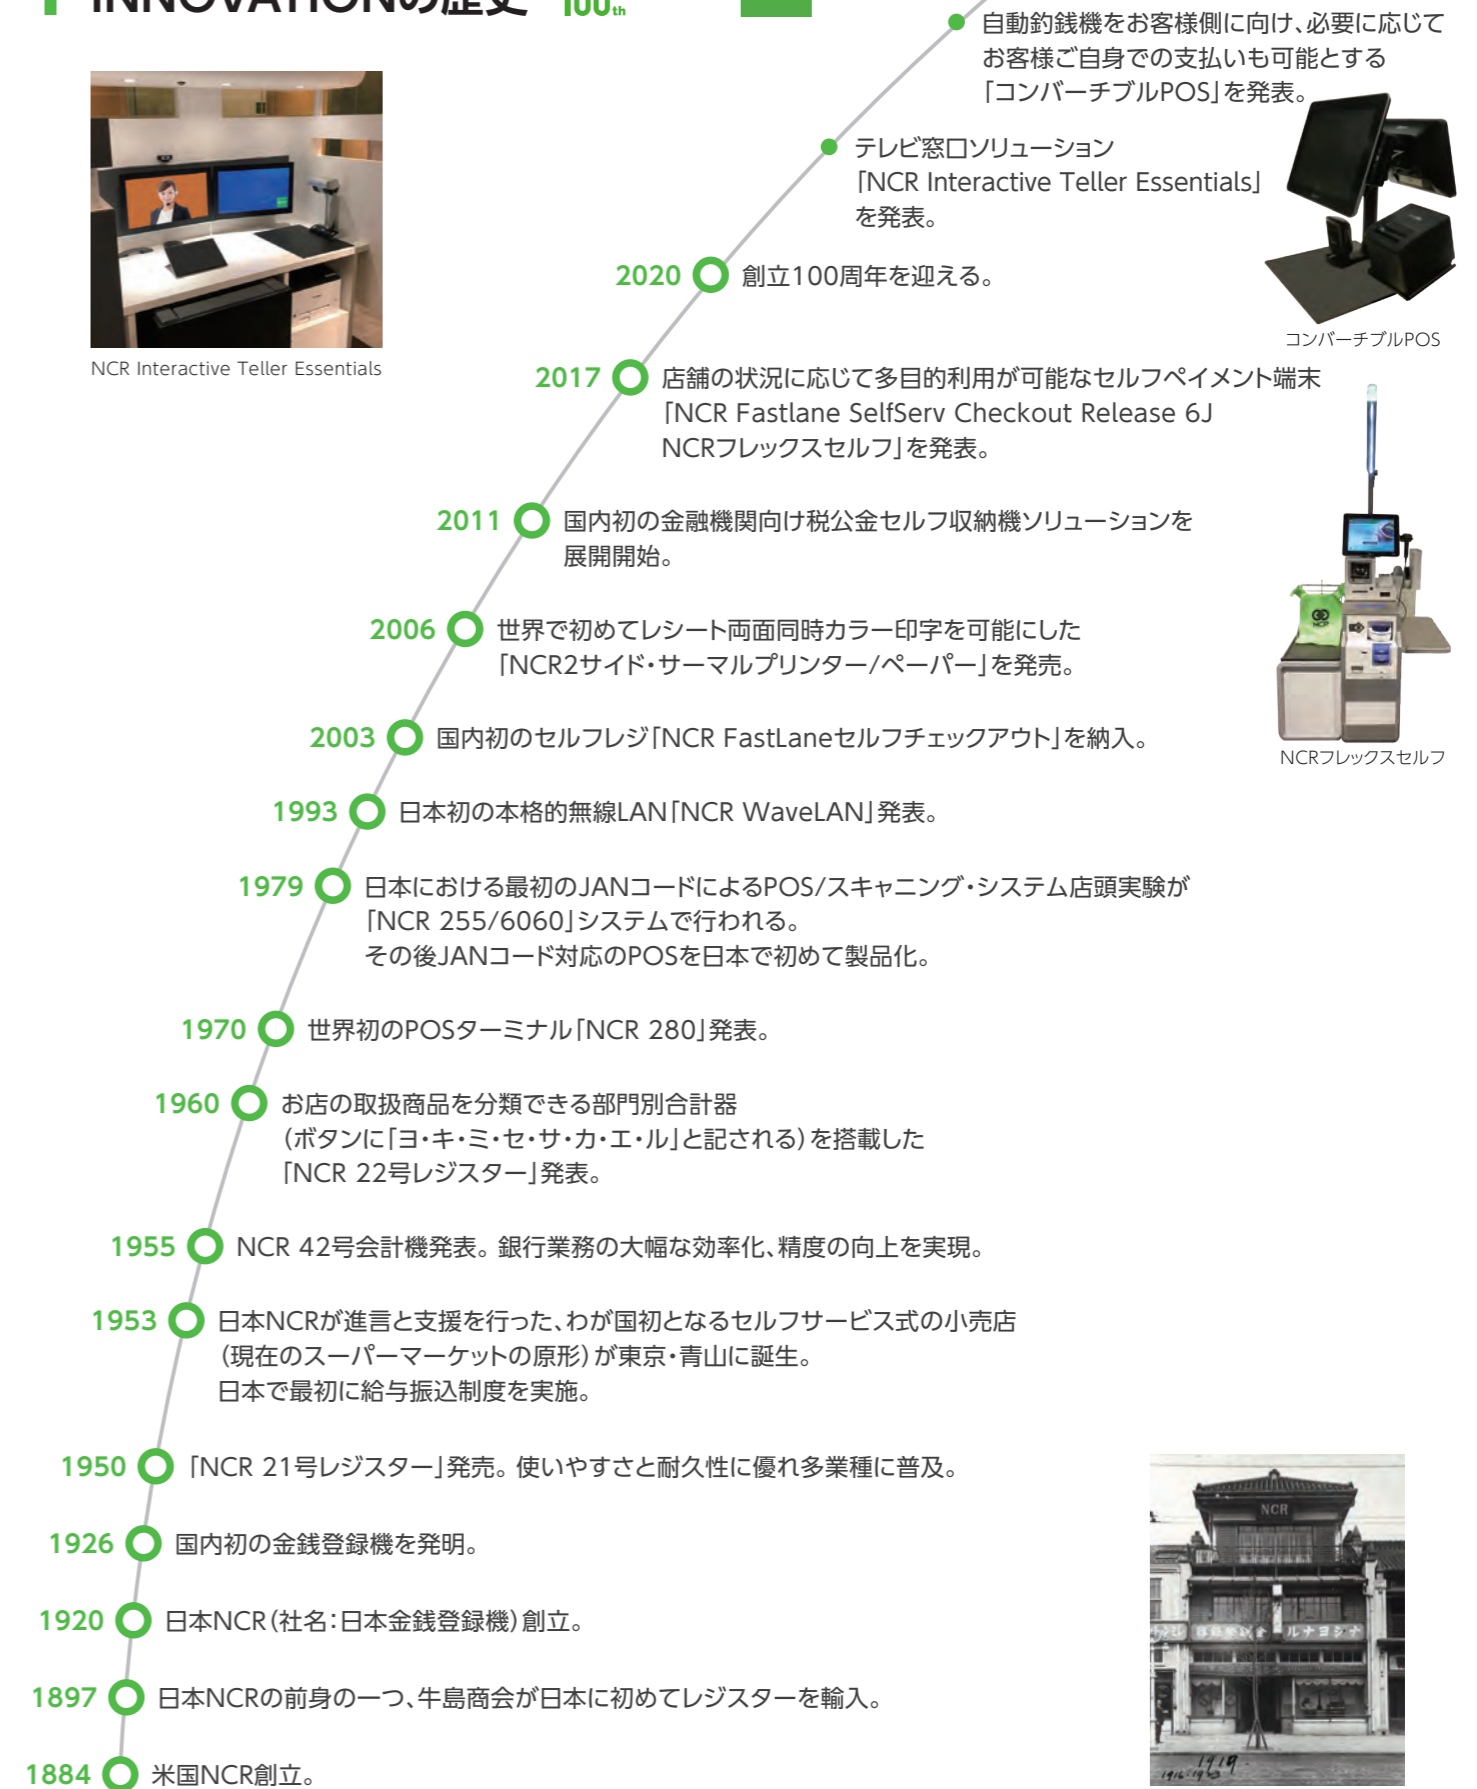 INNOVATIONの歴史 100th
自動釣銭機をお客様側に向け、必要に応じて
お客様ご自身での支払いも可能とする
「コンバーチブルPOS」を発表。
テレビ窓口ソリューション
「NCR Interactive Teller Essentials」
を発表。
NCR Interactive Teller Essentials
コンバーチブルPOS
2020 創立100周年を迎える。
2017 店舗の状況に応じて多目的利用が可能なセルフペイメント端末
「NCR Fastlane SelfServ Checkout Release 6J
NCRフレックスセルフ」を発表。
2011 国内初の金融機関向け税公金セルフ収納機ソリューションを
展開開始。
NCR
NCRフレックスセルフ
2006 世界で初めてレシート両面同時カラー印字を可能にした
「NCR2サイド・サーマルプリンター/ペーパー」を発売。
2003 国内初のセルフレジ「NCR FastLaneセルフチェックアウト」を納入。
1993 日本初の本格的無線LAN「NCR WaveLAN」発表。
1979 日本における最初のJANコードによるPOS/スキャニング・システム店頭実験が
「NCR 255/6060」システムで行われる。
その後JANコード対応のPOSを日本で初めて製品化。
1970 世界初のPOSターミナル「NCR 280」発表。
1960 お店の取扱商品を分類できる部門別合計器
（ボタンに「ヨ・キ・ミ・セ・サ・カ・エ・ル」と記される）を搭載した
「NCR 22号レジスター」発表。
1955 NCR 42号会計機発表。銀行業務の大幅な効率化、精度の向上を実現。
1953 日本NCRが進言と支援を行った、わが国初となるセルフサービス式の小売店
（現在のスーパーマーケットの原形）が東京・青山に誕生。
日本で最初に給与振込制度を実施。
1950 「NCR 21号レジスター」発売。使いやすさと耐久性に優れ多業種に普及。
1926 国内初の金銭登録機を発明。
1920 日本NCR（社名：日本金銭登録機）創立。
1897 日本NCRの前身の一つ、牛島商会が日本に初めてレジスターを輸入。
1884 米国NCR創立。
NCR
ルナヨシナ
1919